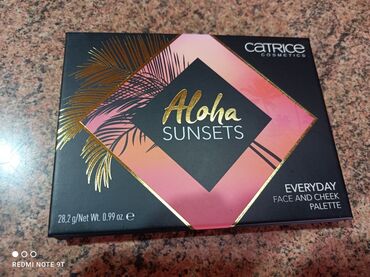 CATRICE
COSMETICS
Aloha
SUNSETS
EVERYDAY
FACE AND CHEEK
PALETTE
28,2 g/Net Wt. 0.99 oz. ℮
REDMI NOTE 9T